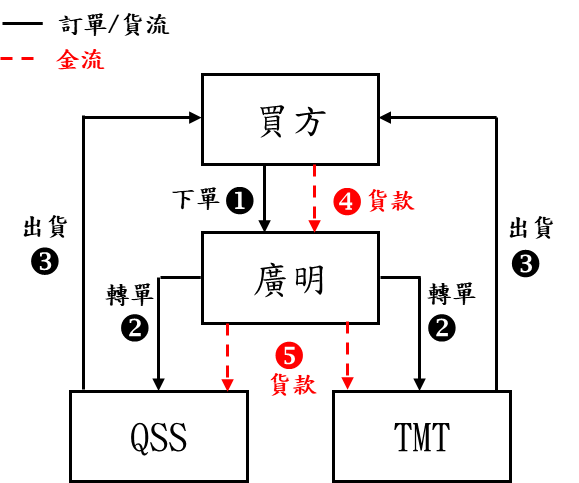 訂單/貨流
金流
買方
下單❶
❹貨款
出貨
❸
出貨
❸
廣明
轉單
❷
轉單
❷
❺
貨款
QSS
TMT